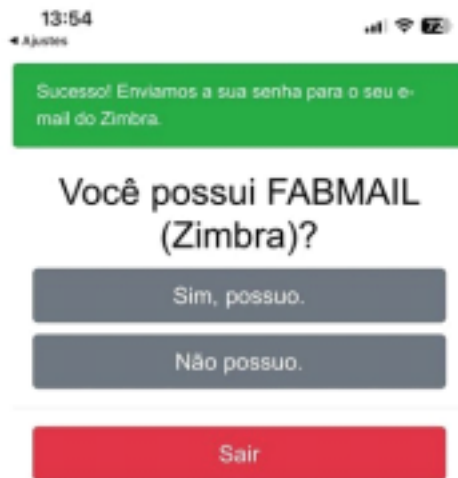 13:54
72
◀ Ajustes
Sucesso! Enviamos a sua senha para o seu e-
mail do Zimbra.
Você possui FABMAIL
(Zimbra)?
Sim, possuo.
Não possuo.
Sair